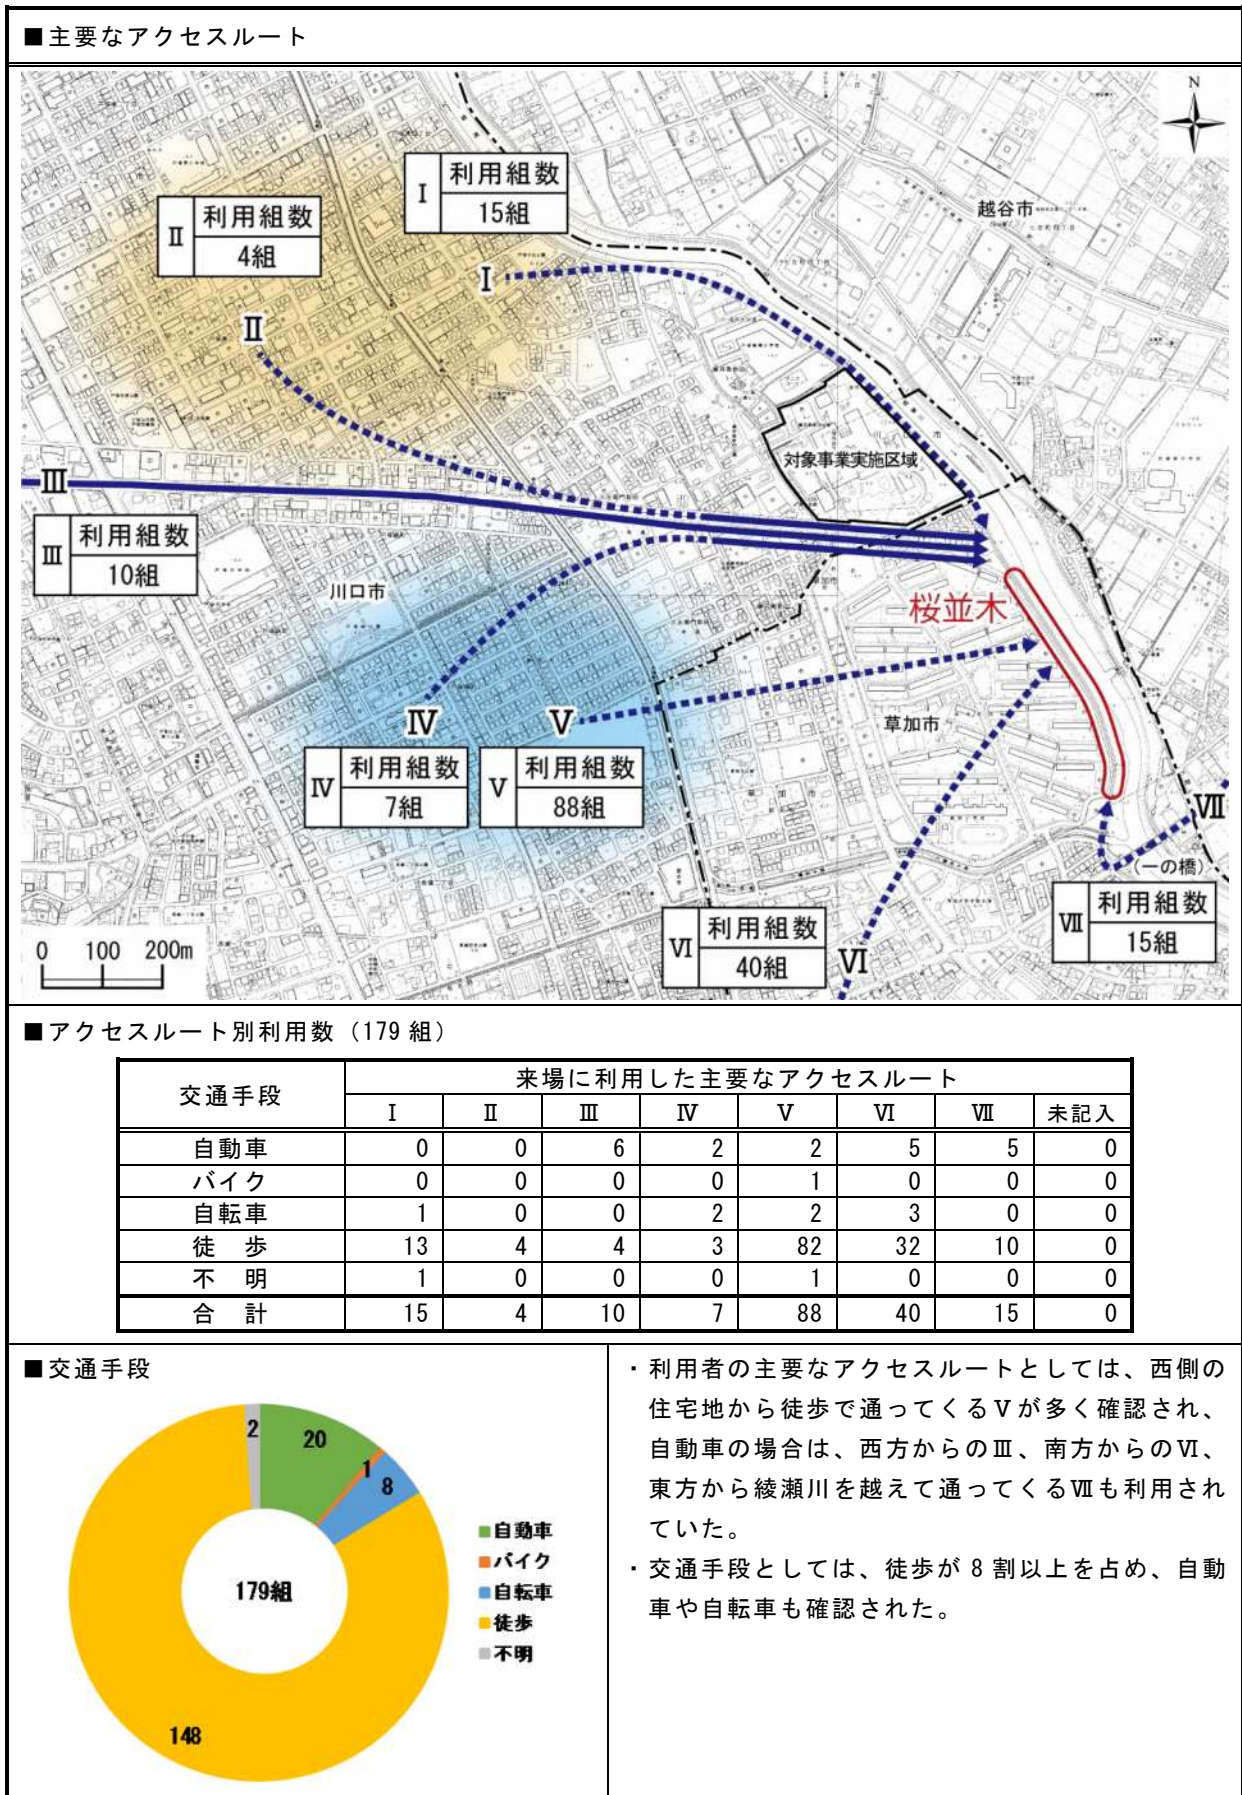 ■主要なアクセスルート
N
Ⅰ 利用組数 15組
Ⅱ 利用組数 4組
越谷市
Ⅰ
Ⅱ
対象事業実施区域
Ⅲ
Ⅲ 利用組数 10組
川口市
桜並木
Ⅳ
Ⅴ
草加市
Ⅳ 利用組数 7組
Ⅴ 利用組数 88組
Ⅶ
(一の橋)
Ⅶ 利用組数 15組
Ⅵ 利用組数 40組
Ⅵ
0 100 200m
■アクセスルート別利用数（179 組）
交通手段 来場に利用した主要なアクセスルート
Ⅰ Ⅱ Ⅲ Ⅳ Ⅴ Ⅵ Ⅶ 未記入
自動車 0 0 6 2 2 5 5 0
バイク 0 0 0 0 1 0 0 0
自転車 1 0 0 2 2 3 0 0
徒　歩 13 4 4 3 82 32 10 0
不　明 1 0 0 0 1 0 0 0
合　計 15 4 10 7 88 40 15 0
■交通手段
2
20
1
8
179組
148
自動車
バイク
自転車
徒歩
不明
・利用者の主要なアクセスルートとしては、西側の
住宅地から徒歩で通ってくるⅤが多く確認され、
自動車の場合は、西方からのⅢ、南方からのⅥ、
東方から綾瀬川を越えて通ってくるⅦも利用され
ていた。
・交通手段としては、徒歩が 8 割以上を占め、自動
車や自転車も確認された。